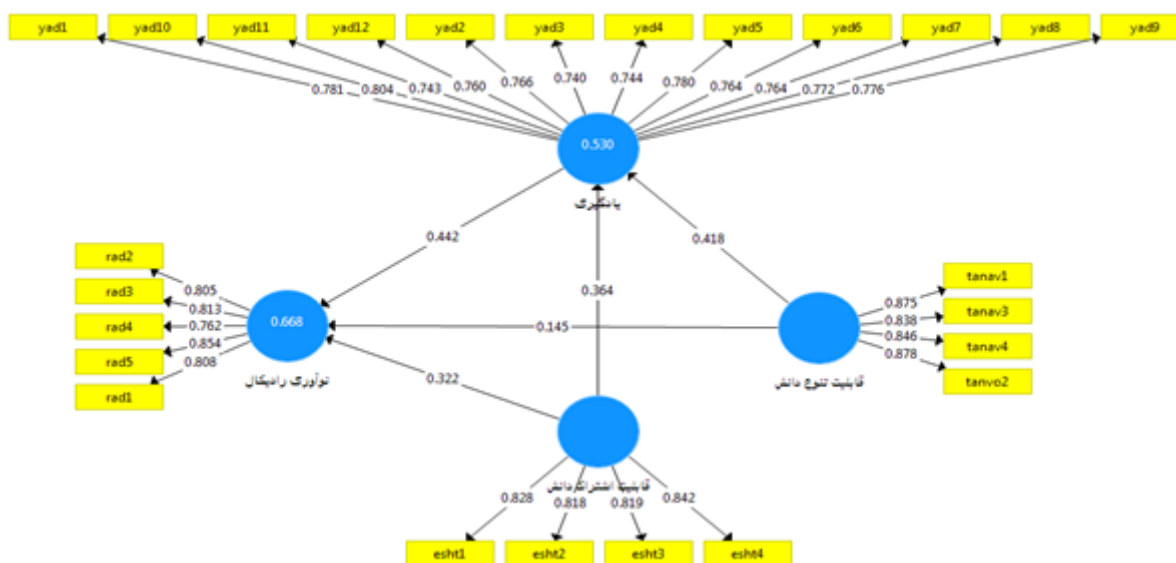 yad1 yad10 yad11 yad12 yad2 yad3 yad4 yad5 yad6 yad7 yad8 yad9
0.781 0.804 0.743 0.760 0.766 0.740 0.744 0.780 0.764 0.764 0.772 0.776
0.530
یادگیری
0.442
0.418
0.364
rad2
rad3
rad4
rad5
rad1
0.805
0.813
0.762
0.854
0.808
0.668
نوآوری رادیکال
0.145
0.322
tanav1
tanav3
tanav4
tanvo2
0.875
0.838
0.846
0.878
قابلیت تنوع دانش
قابلیت اشتراک دانش
0.828 0.818 0.819 0.842
esht1 esht2 esht3 esht4